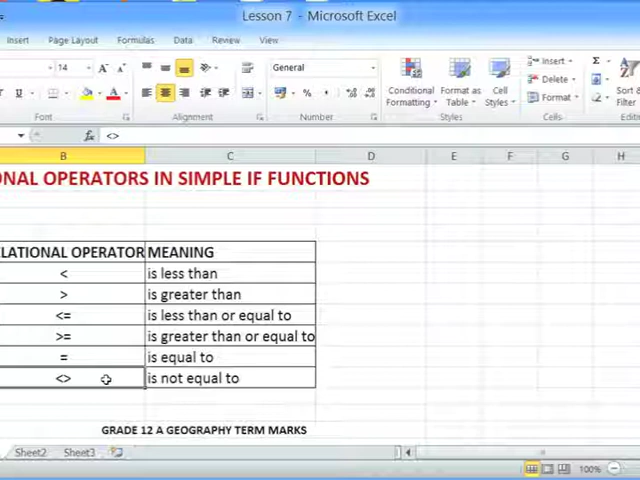 Lesson 7 - Microsoft Excel
Insert Page Layout Formulas Data Review View
14 A A General Conditional Formatting Format as Table Cell Styles Insert Delete Format Σ Sort & Filter
U A % ,
Font Alignment Number Styles Cells
fx <>
B C D E F G H
ONAL OPERATORS IN SIMPLE IF FUNCTIONS
ELATIONAL OPERATOR MEANING
< is less than
> is greater than
<= is less than or equal to
>= is greater than or equal to
= is equal to
<> is not equal to
GRADE 12 A GEOGRAPHY TERM MARKS
Sheet2 Sheet3
100%